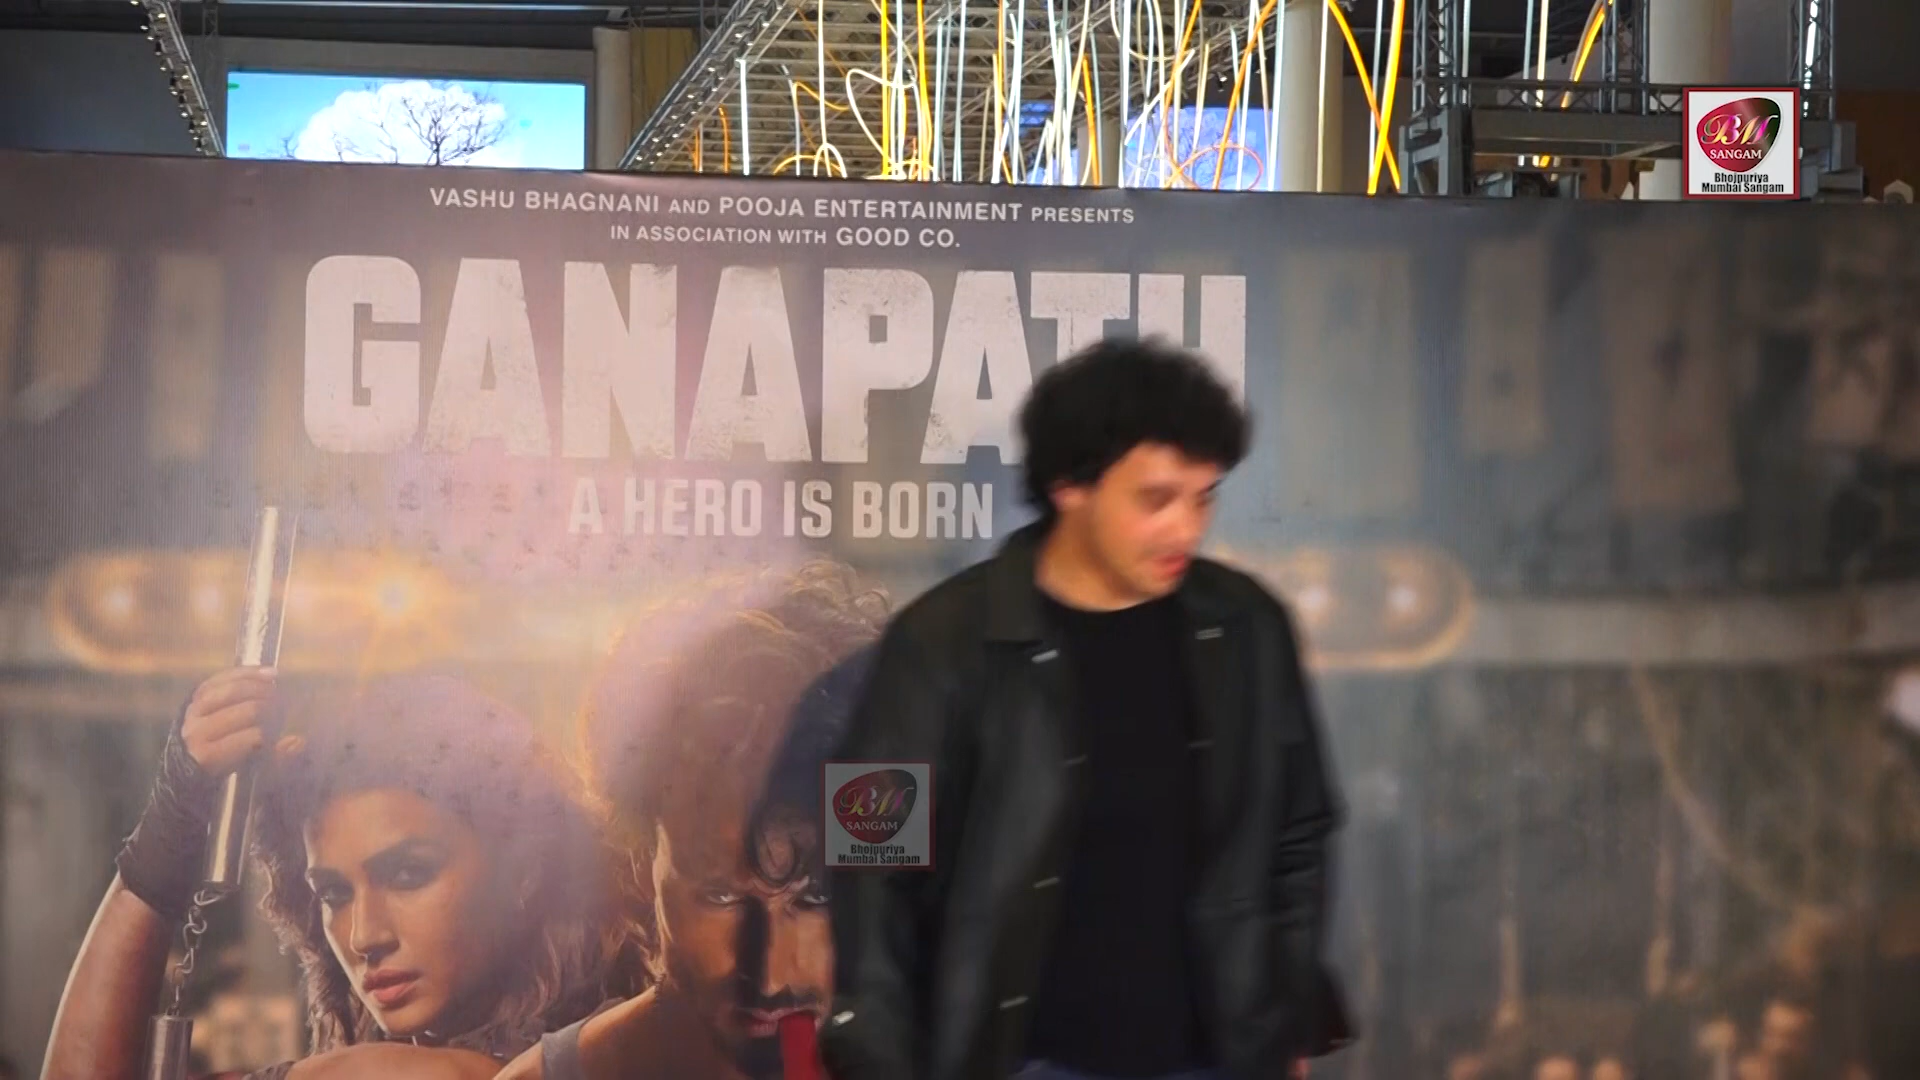 VASHU BHAGNANI AND POOJA ENTERTAINMENT PRESENTS
IN ASSOCIATION WITH GOOD CO.
GANAPATH
A HERO IS BORN
BM
SANGAM
Bhojpuriya
Mumbai Sangam
BM
SANGAM
Bhojpuriya
Mumbai Sangam